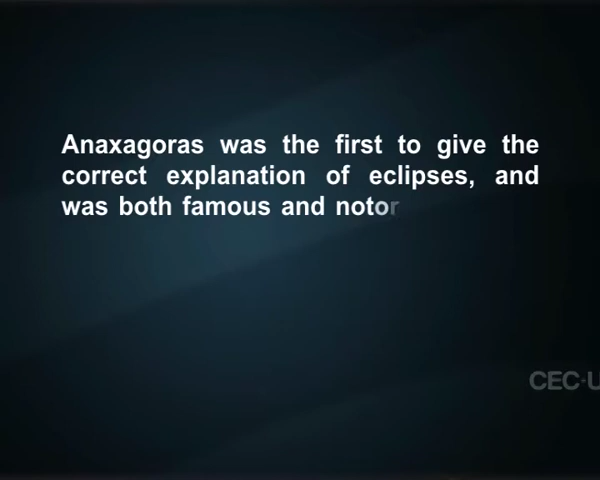 Anaxagoras was the first to give the
correct explanation of eclipses, and
was both famous and notor
CEC-U